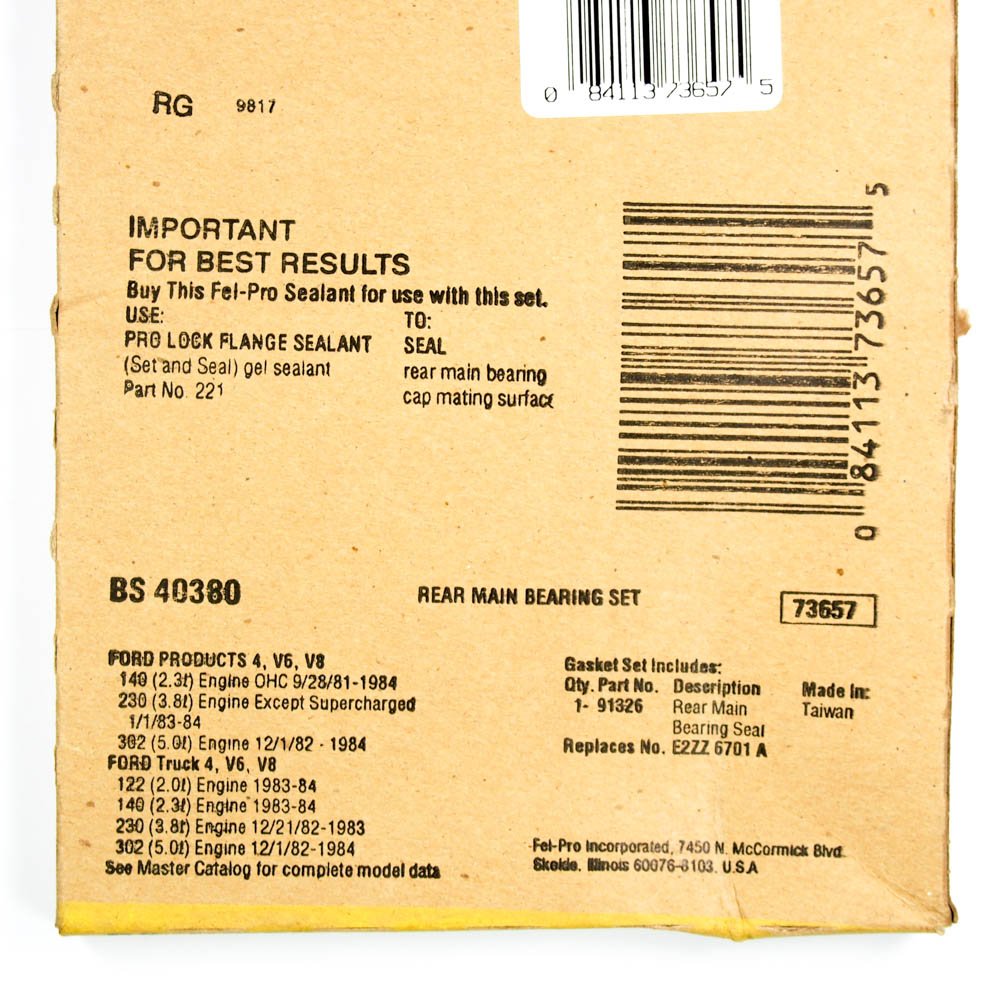 0 84113 73657 5
RG 9817
IMPORTANT
FOR BEST RESULTS
Buy This Fel-Pro Sealant for use with this set.
USE: TO:
PRO LOCK FLANGE SEALANT SEAL
(Set and Seal) gel sealant rear main bearing
Part No. 221 cap mating surface
0 84113 73657 5
BS 40380 REAR MAIN BEARING SET 73657
FORD PRODUCTS 4, V6, V8
140 (2.3ℓ) Engine OHC 9/28/81-1984
230 (3.8ℓ) Engine Except Supercharged
1/1/83-84
302 (5.0ℓ) Engine 12/1/82 - 1984
FORD Truck 4, V6, V8
122 (2.0ℓ) Engine 1983-84
140 (2.3ℓ) Engine 1983-84
230 (3.8ℓ) Engine 12/21/82-1983
302 (5.0ℓ) Engine 12/1/82-1984
See Master Catalog for complete model data
Gasket Set Includes:
Qty. Part No. Description
1- 91326 Rear Main
Bearing Seal
Replaces No. E2ZZ 6701 A
Made In:
Taiwan
Fel-Pro Incorporated, 7450 N. McCormick Blvd.
Skokie, Illinois 60076-8103 U.S.A